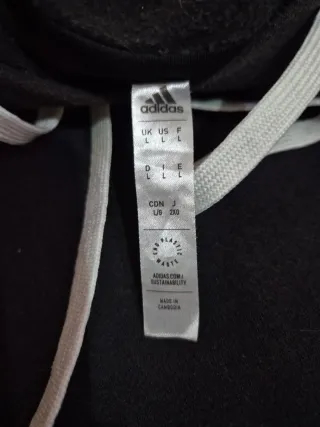 adidas
UK US F
L L L
D I E
L L L
CDN J
L/G 2XO
END PLASTIC WASTE
ADIDAS.COM/
SUSTAINABILITY
MADE IN
CAMBODIA